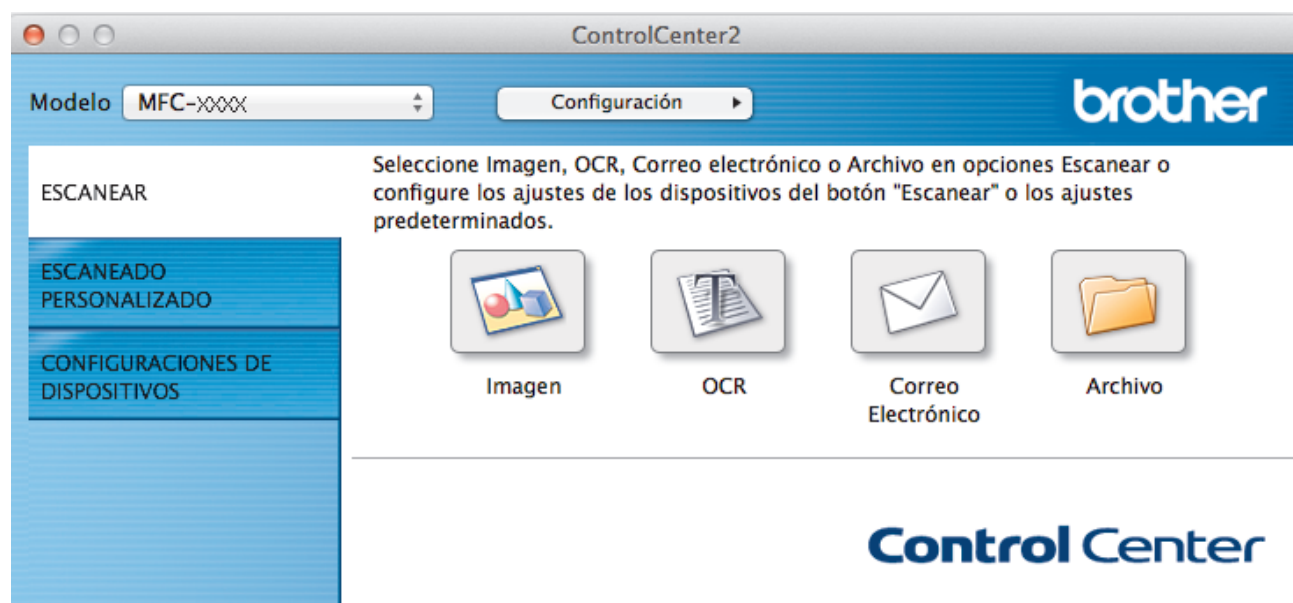 ControlCenter2
Modelo MFC-XXXX Configuración
brother
ESCANEAR
ESCANEADO
PERSONALIZADO
CONFIGURACIONES DE
DISPOSITIVOS
Seleccione Imagen, OCR, Correo electrónico o Archivo en opciones Escanear o
configure los ajustes de los dispositivos del botón "Escanear" o los ajustes
predeterminados.
Imagen
OCR
Correo
Electrónico
Archivo
Control Center